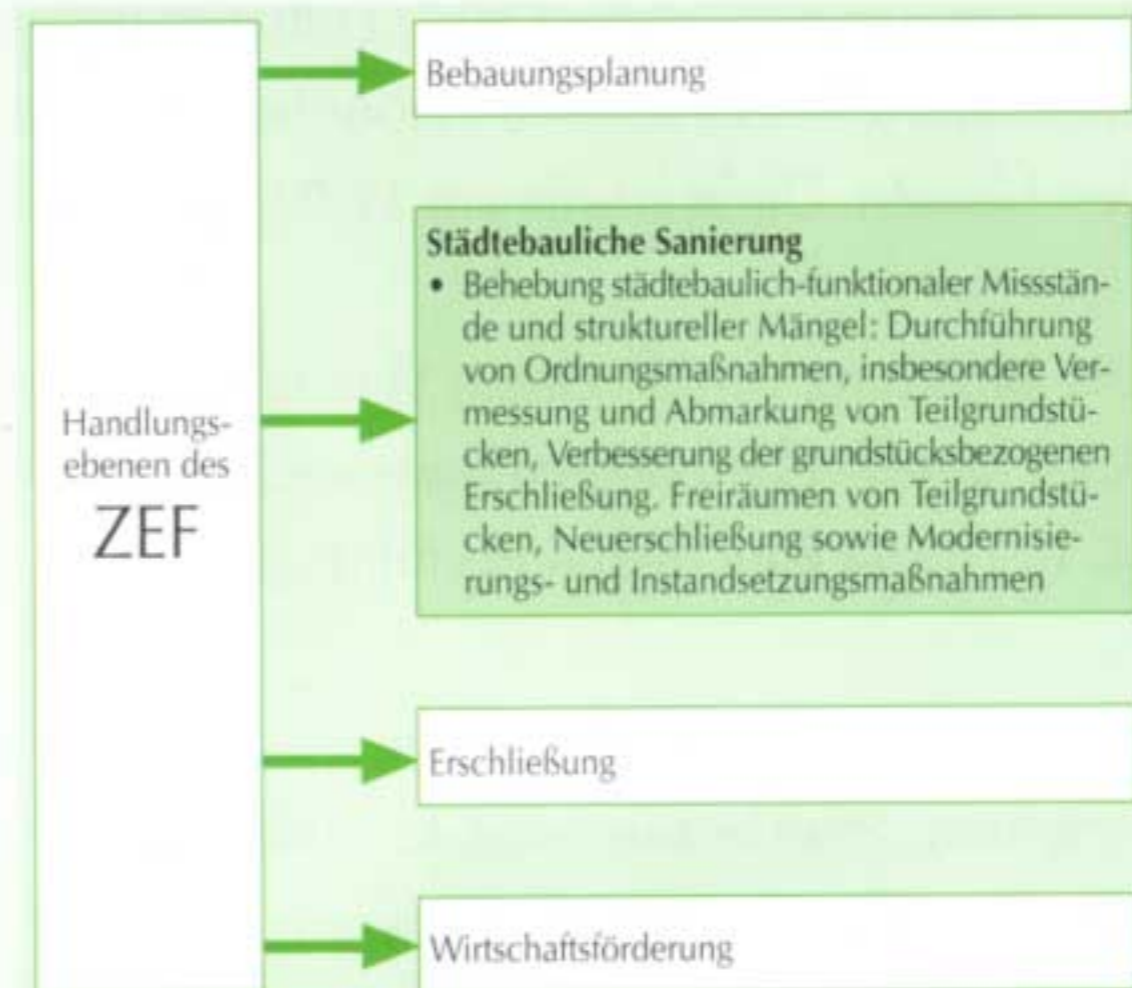 Handlungs-
ebenen des
ZEF
Bebauungsplanung
Städtebauliche Sanierung
• Behebung städtebaulich-funktionaler Missstän-
de und struktureller Mängel: Durchführung
von Ordnungsmaßnahmen, insbesondere Ver-
messung und Abmarkung von Teilgrundstü-
cken, Verbesserung der grundstücksbezogenen
Erschließung. Freiräumen von Teilgrundstü-
cken, Neuerschließung sowie Modernisie-
rungs- und Instandsetzungsmaßnahmen
Erschließung
Wirtschaftsförderung